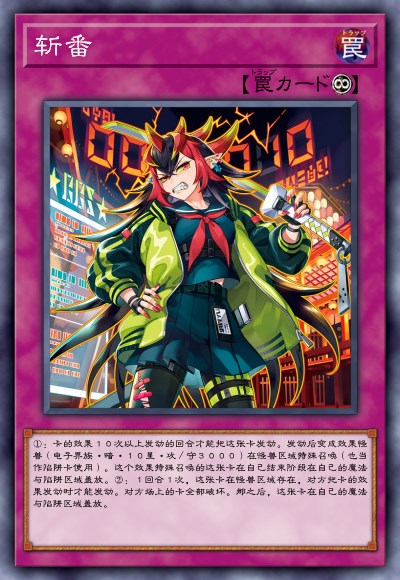 斩番
トラップ
罠
トラップ
【罠カード】
①：卡的效果１０次以上发动的回合才能把这张卡发动。发动后变成效果怪
兽（电子界族・暗・１０星・攻／守３０００）在怪兽区域特殊召唤（也当
作陷阱卡使用）。这个效果特殊召唤的这张卡在自己结束阶段在自己的魔法
与陷阱区域盖放。②：１回合１次，这张卡在怪兽区域存在，对方把卡的效
果发动时才能发动。对方场上的卡全部破坏。那之后，这张卡在自己的魔法
与陷阱区域盖放。